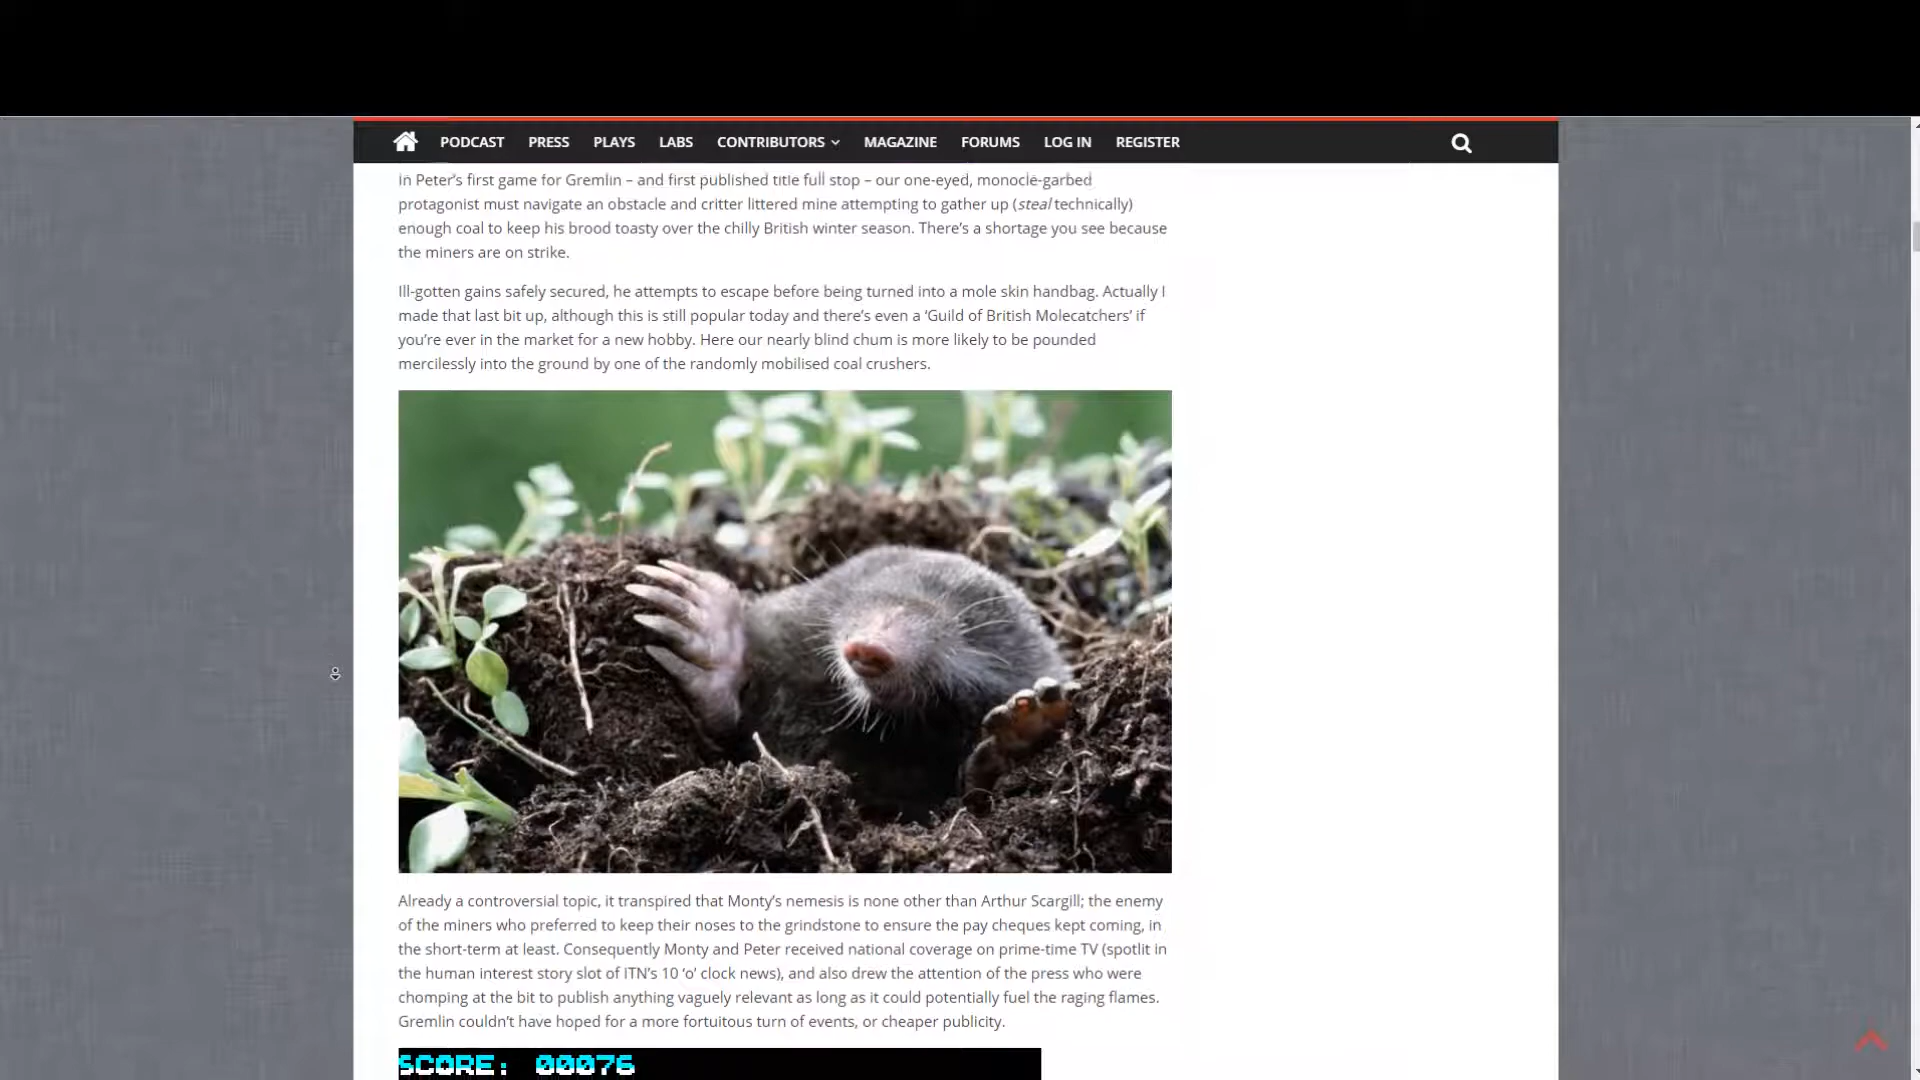 PODCAST PRESS PLAYS LABS CONTRIBUTORS MAGAZINE FORUMS LOG IN REGISTER
In Peter’s first game for Gremlin – and first published title full stop – our one-eyed, monocle-garbed
protagonist must navigate an obstacle and critter littered mine attempting to gather up (steal technically)
enough coal to keep his brood toasty over the chilly British winter season. There’s a shortage you see because
the miners are on strike.
Ill-gotten gains safely secured, he attempts to escape before being turned into a mole skin handbag. Actually I
made that last bit up, although this is still popular today and there’s even a ‘Guild of British Molecatchers’ if
you’re ever in the market for a new hobby. Here our nearly blind chum is more likely to be pounded
mercilessly into the ground by one of the randomly mobilised coal crushers.
Already a controversial topic, it transpired that Monty’s nemesis is none other than Arthur Scargill; the enemy
of the miners who preferred to keep their noses to the grindstone to ensure the pay cheques kept coming, in
the short-term at least. Consequently Monty and Peter received national coverage on prime-time TV (spotlit in
the human interest story slot of ITN’s 10 ‘o’ clock news), and also drew the attention of the press who were
chomping at the bit to publish anything vaguely relevant as long as it could potentially fuel the raging flames.
Gremlin couldn’t have hoped for a more fortuitous turn of events, or cheaper publicity.
SCORE: 00076